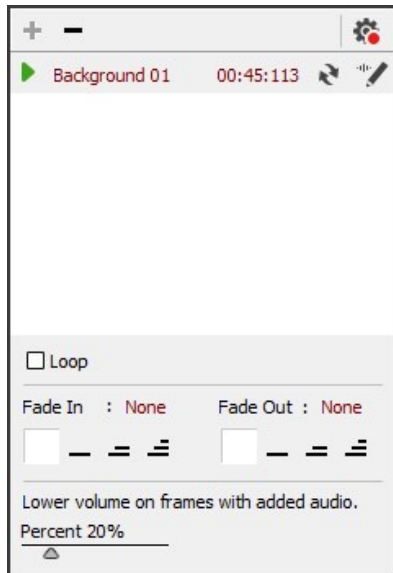 Background 01 00:45:113
Loop
Fade In : None Fade Out : None
Lower volume on frames with added audio.
Percent 20%